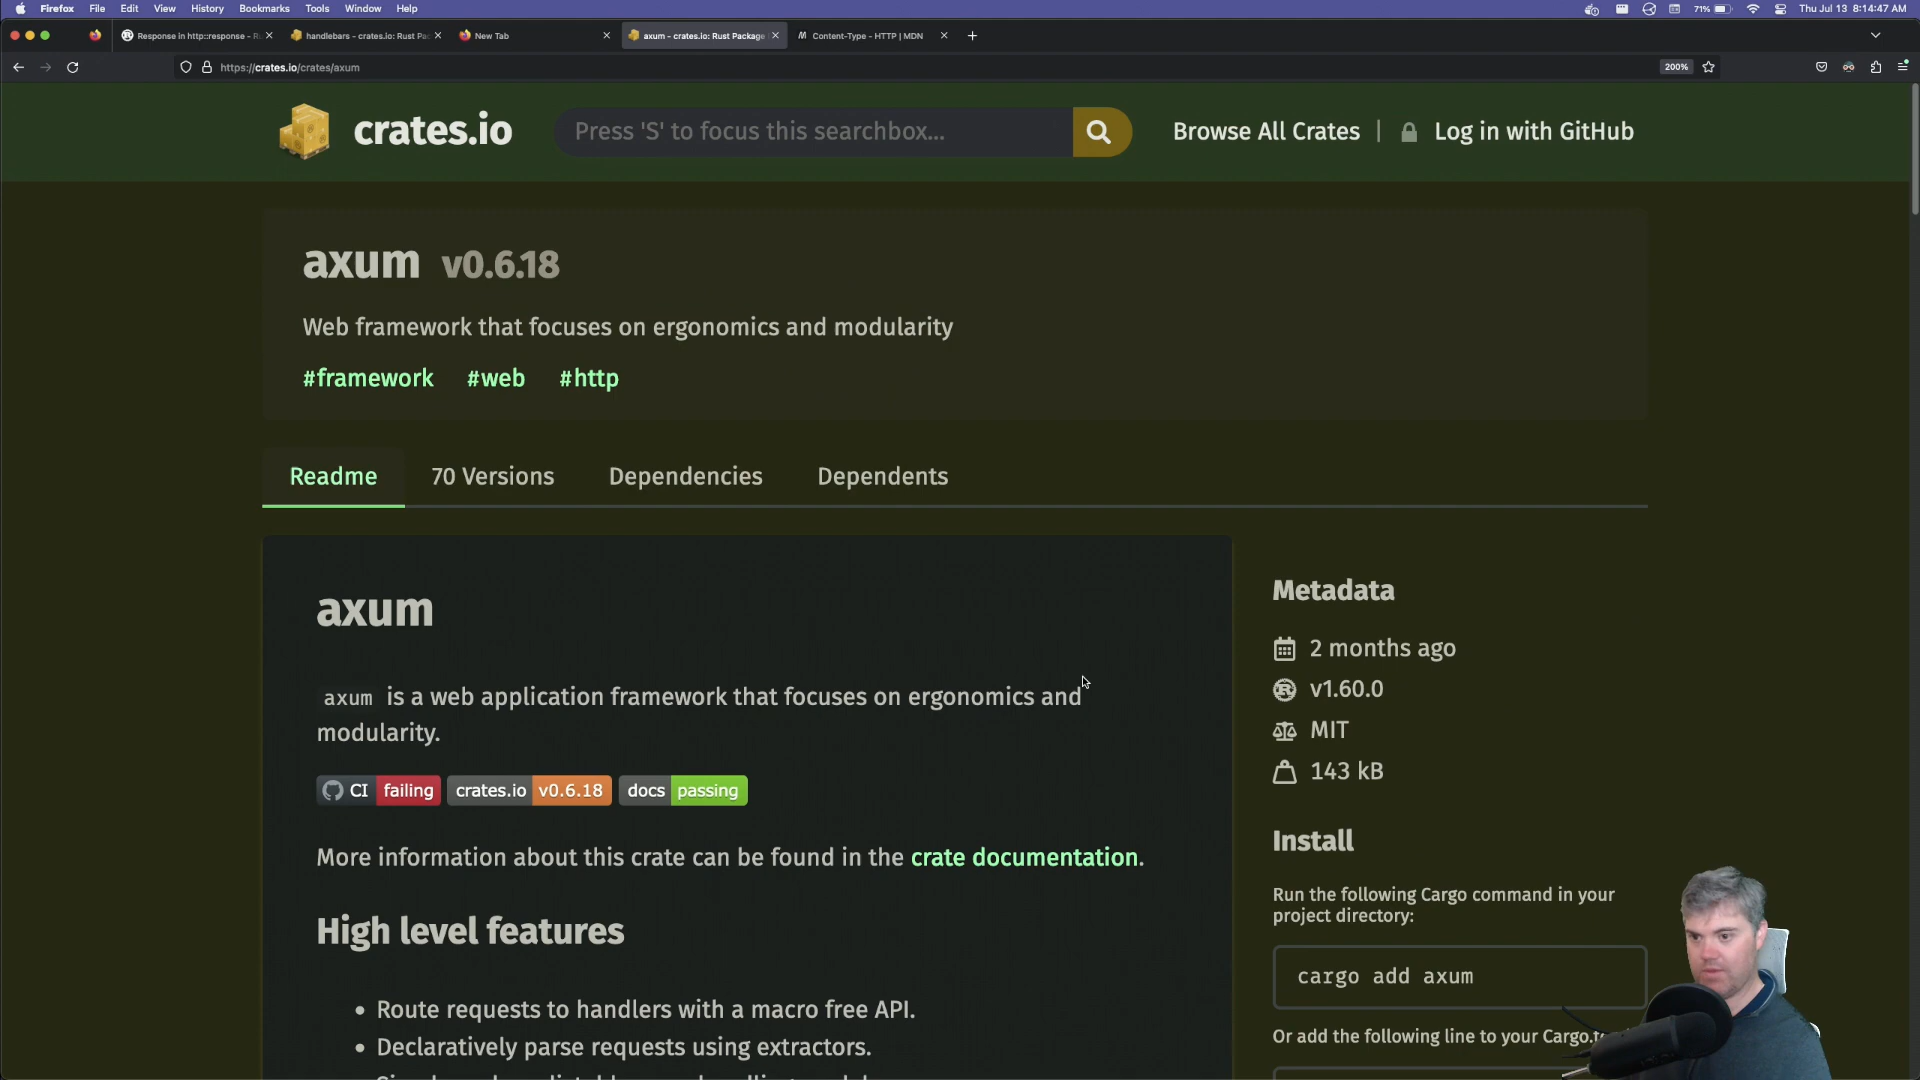 Firefox File Edit View History Bookmarks Tools Window Help
71% Thu Jul 13 8:14:47 AM
Response in http::response - Ru
handlebars - crates.io: Rust Pac
New Tab
axum - crates.io: Rust Package
Content-Type - HTTP | MDN
https://crates.io/crates/axum
200%
crates.io
Press 'S' to focus this searchbox...
Browse All Crates | Log in with GitHub
axum v0.6.18
Web framework that focuses on ergonomics and modularity
#framework #web #http
Readme 70 Versions Dependencies Dependents
axum
axum is a web application framework that focuses on ergonomics and
modularity.
CI failing crates.io v0.6.18 docs passing
More information about this crate can be found in the crate documentation.
High level features
• Route requests to handlers with a macro free API.
• Declaratively parse requests using extractors.
Metadata
2 months ago
v1.60.0
MIT
143 kB
Install
Run the following Cargo command in your
project directory:
cargo add axum
Or add the following line to your Cargo.t